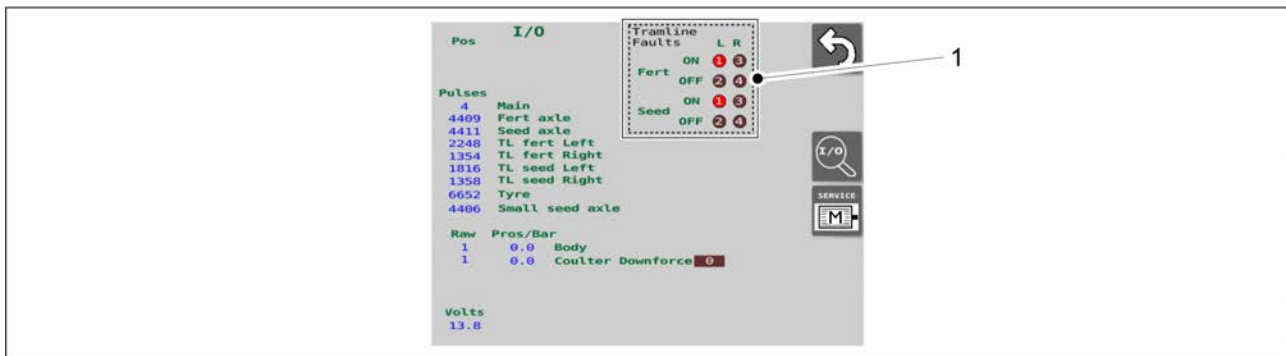 I/O
Pos
Tramline
Faults L R
Fert ON 1 3
OFF 2 4
Seed ON 1 3
OFF 2 4
1
Pulses
4 Main
4409 Fert axle
4411 Seed axle
2248 TL fert Left
1354 TL fert Right
1816 TL seed Left
1358 TL seed Right
6652 Tyre
4406 Small seed axle
Raw Pros/Bar
1 0.0 Body
1 0.0 Coulter Downforce 0
Volts
13.8
I/O
SERVICE
M